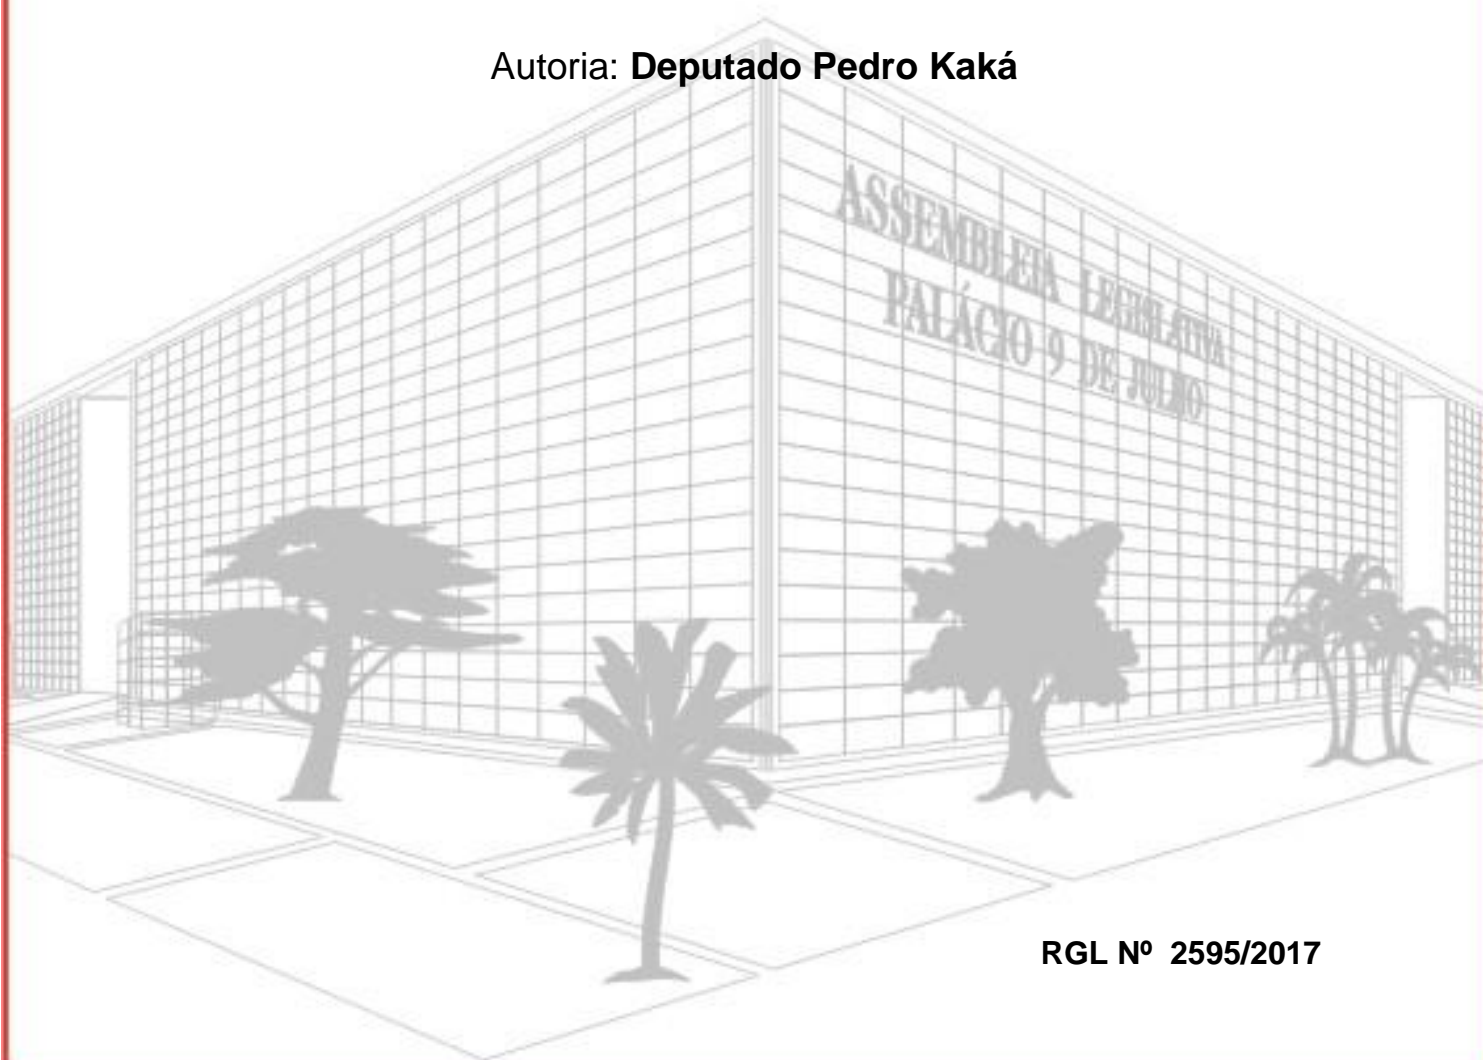 Autoria: Deputado Pedro Kaká
ASSEMBLEIA LEGISLATIVA
PALÁCIO 9 DE JULHO
RGL Nº 2595/2017